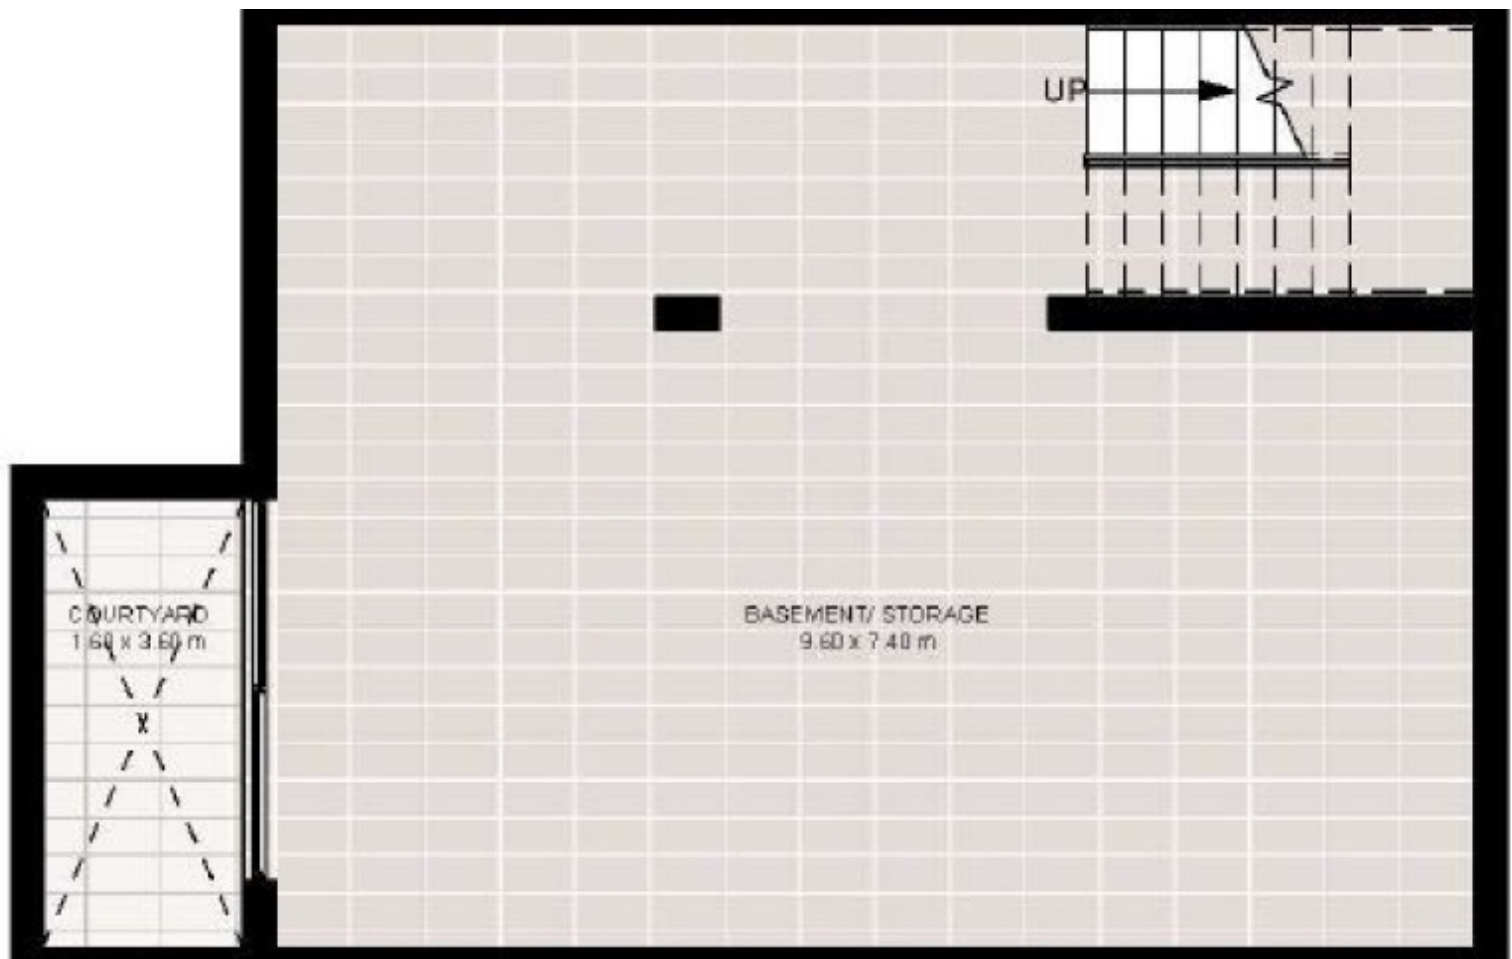 UP
COURTYARD
1.60 x 3.60 m
BASEMENT/ STORAGE
9.60 x 7.40 m